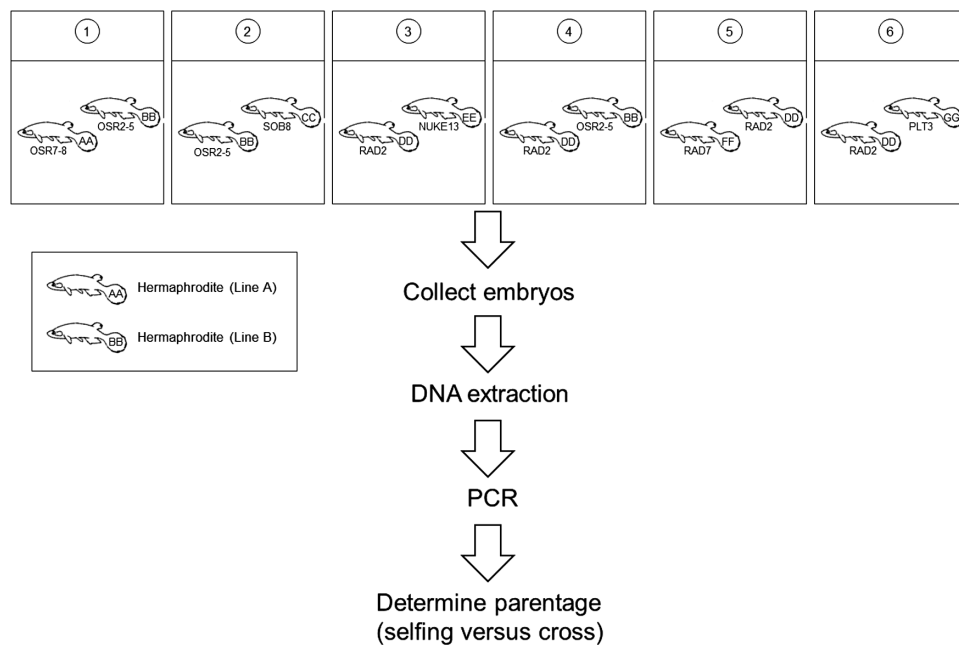 1 2 3 4 5 6
BB
OSR2-5
AA
OSR7-8
CC
SOB8
BB
OSR2-5
EE
NUKE13
DD
RAD2
BB
OSR2-5
DD
RAD2
DD
RAD2
FF
RAD7
GG
PLT3
DD
RAD2
AA Hermaphrodite (Line A)
BB Hermaphrodite (Line B)
Collect embryos
DNA extraction
PCR
Determine parentage
(selfing versus cross)